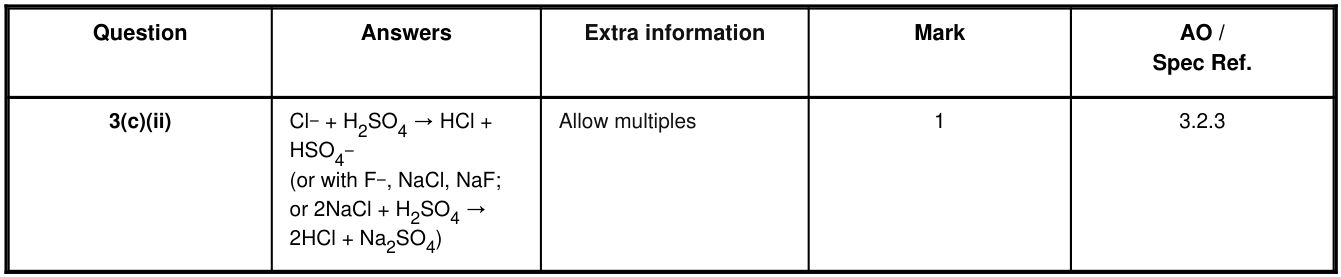 Question Answers Extra information Mark AO /
Spec Ref.
3(c)(ii) Cl– + H2SO4 → HCl + Allow multiples 1 3.2.3
HSO4–
(or with F–, NaCl, NaF;
or 2NaCl + H2SO4 →
2HCl + Na2SO4)